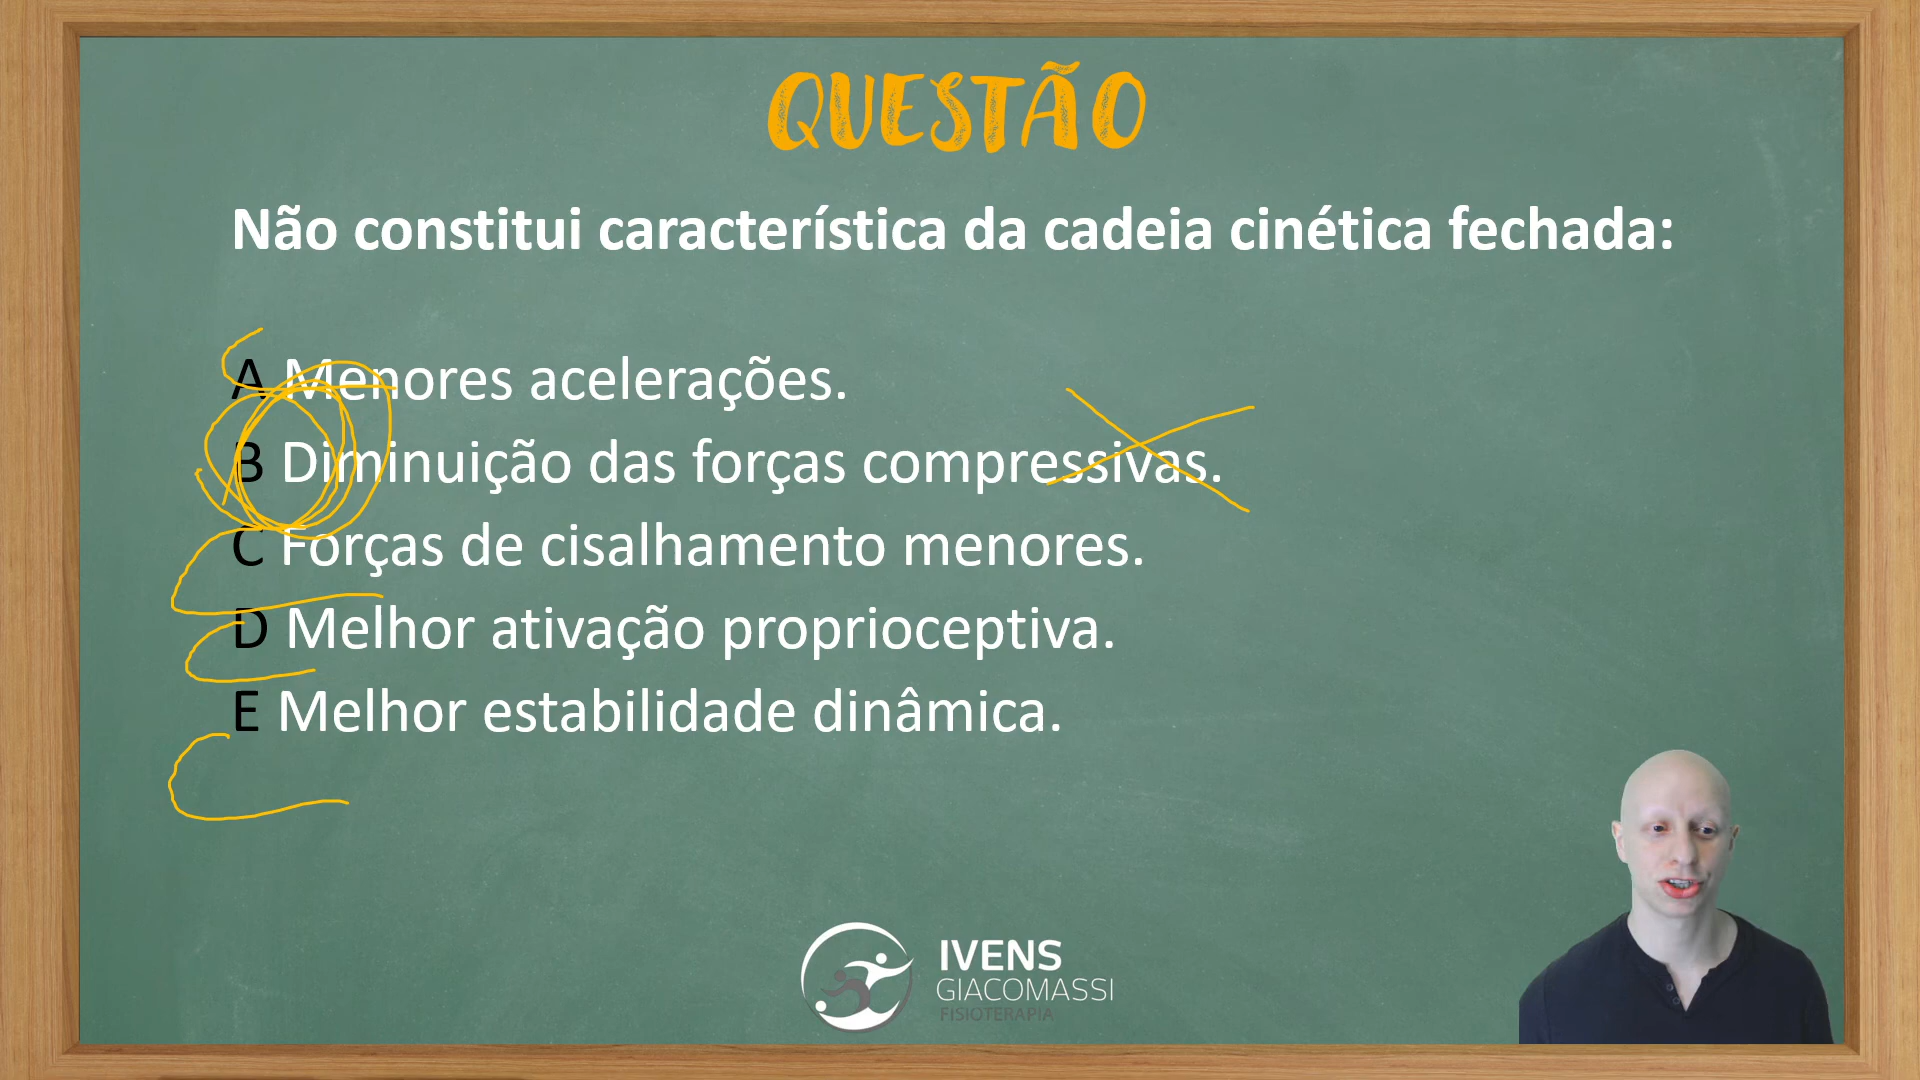 QUESTÃO
Não constitui característica da cadeia cinética fechada:
A Menores acelerações.
B Diminuição das forças compressivas.
C Forças de cisalhamento menores.
D Melhor ativação proprioceptiva.
E Melhor estabilidade dinâmica.
IVENS
GIACOMASSI
FISIOTERAPIA